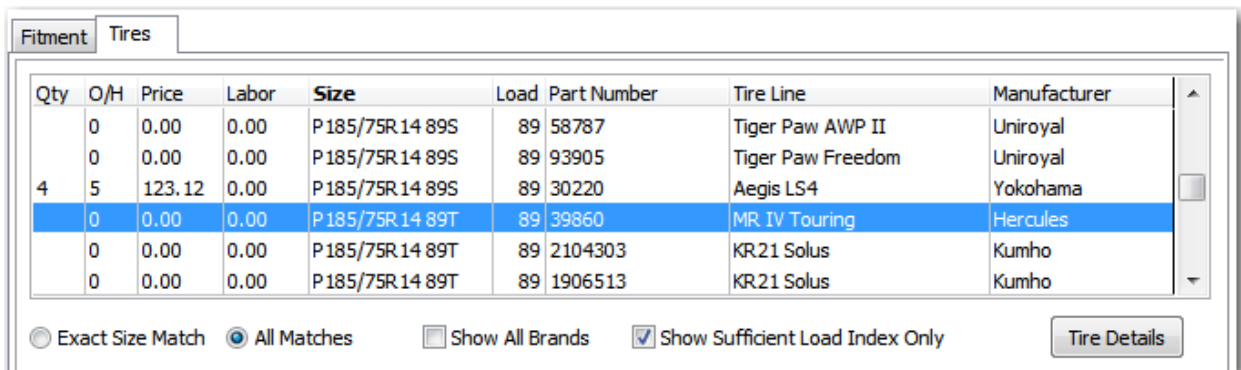 Fitment Tires
Qty O/H Price Labor Size Load Part Number Tire Line Manufacturer
0 0.00 0.00 P185/75R14 89S 89 58787 Tiger Paw AWP II Uniroyal
0 0.00 0.00 P185/75R14 89S 89 93905 Tiger Paw Freedom Uniroyal
4 5 123.12 0.00 P185/75R14 89S 89 30220 Aegis LS4 Yokohama
0 0.00 0.00 P185/75R14 89T 89 39860 MR IV Touring Hercules
0 0.00 0.00 P185/75R14 89T 89 2104303 KR21 Solus Kumho
0 0.00 0.00 P185/75R14 89T 89 1906513 KR21 Solus Kumho
Exact Size Match All Matches Show All Brands Show Sufficient Load Index Only Tire Details